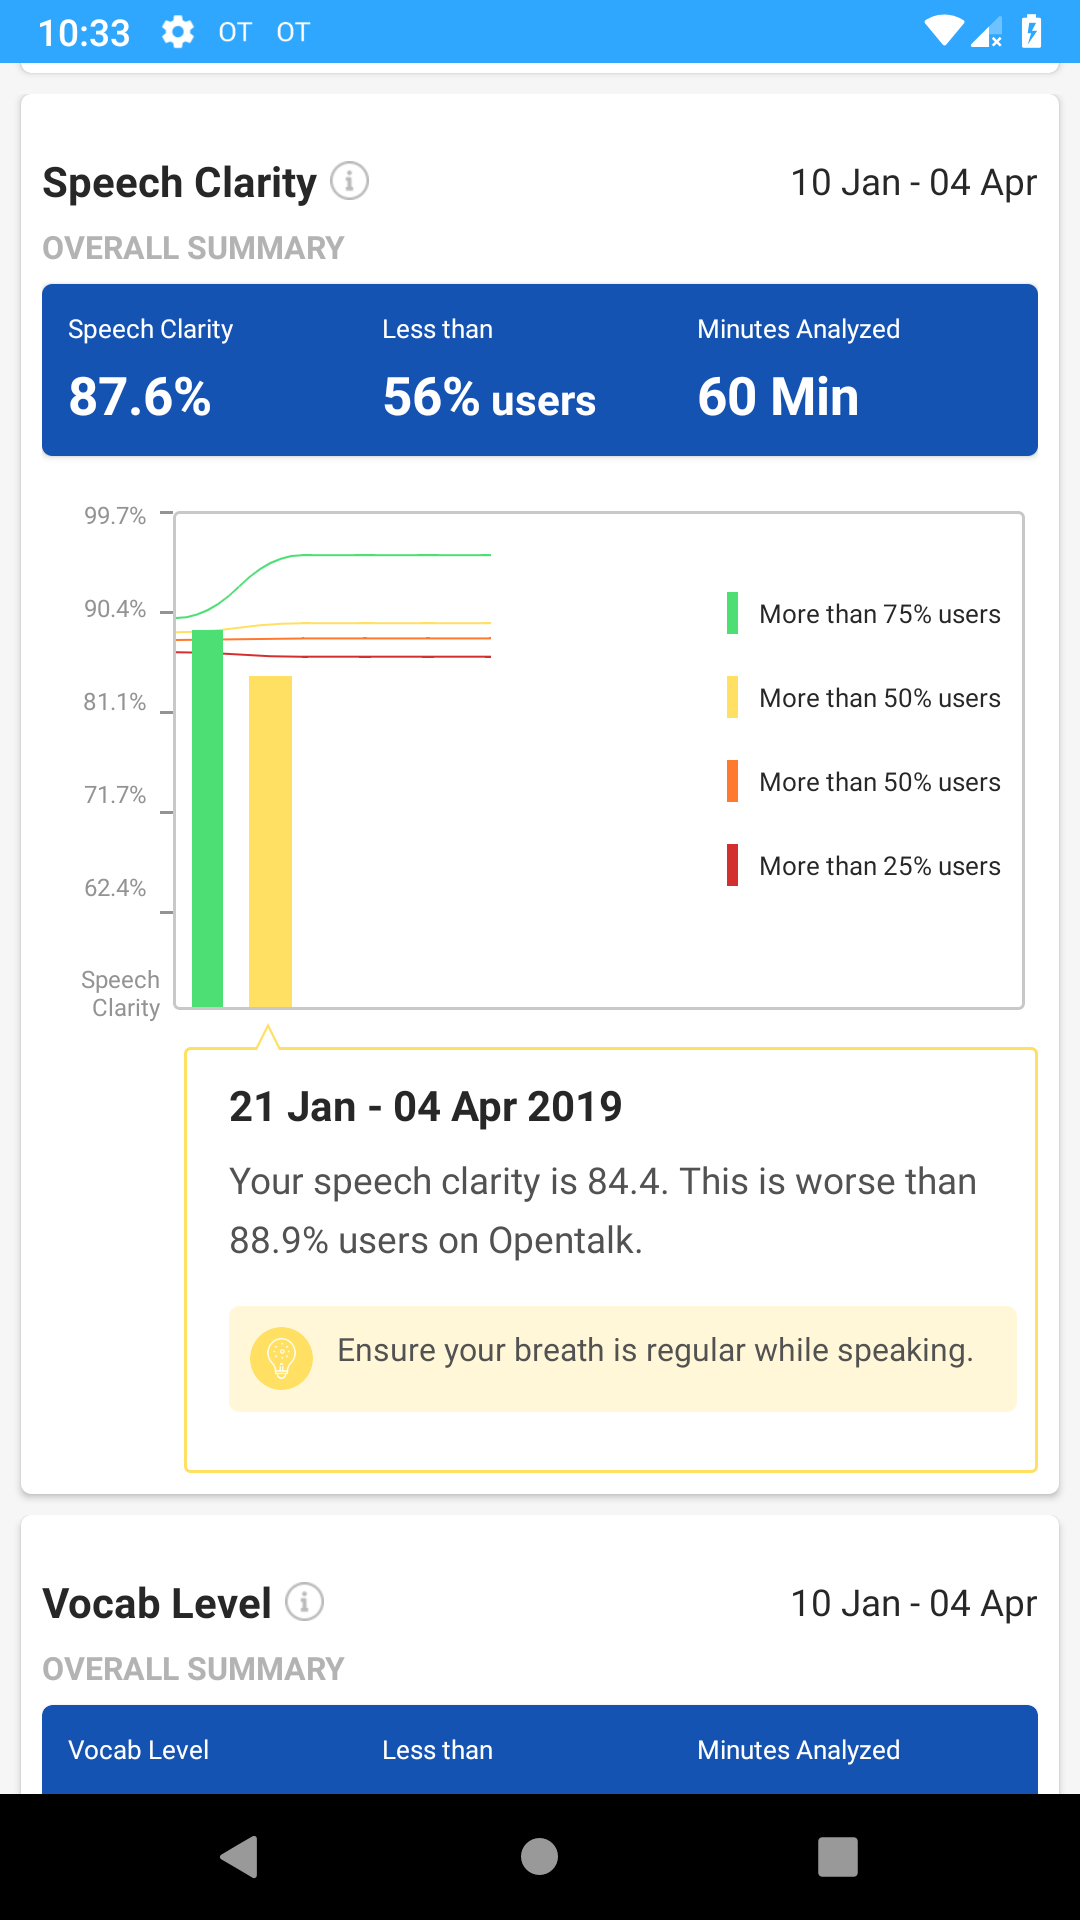 10:33 OT OT
Speech Clarity 10 Jan - 04 Apr
OVERALL SUMMARY
Speech Clarity Less than Minutes Analyzed
87.6% 56% users 60 Min
99.7%
90.4%
81.1%
71.7%
62.4%
Speech
Clarity
More than 75% users
More than 50% users
More than 50% users
More than 25% users
21 Jan - 04 Apr 2019
Your speech clarity is 84.4. This is worse than
88.9% users on Opentalk.
Ensure your breath is regular while speaking.
Vocab Level 10 Jan - 04 Apr
OVERALL SUMMARY
Vocab Level Less than Minutes Analyzed